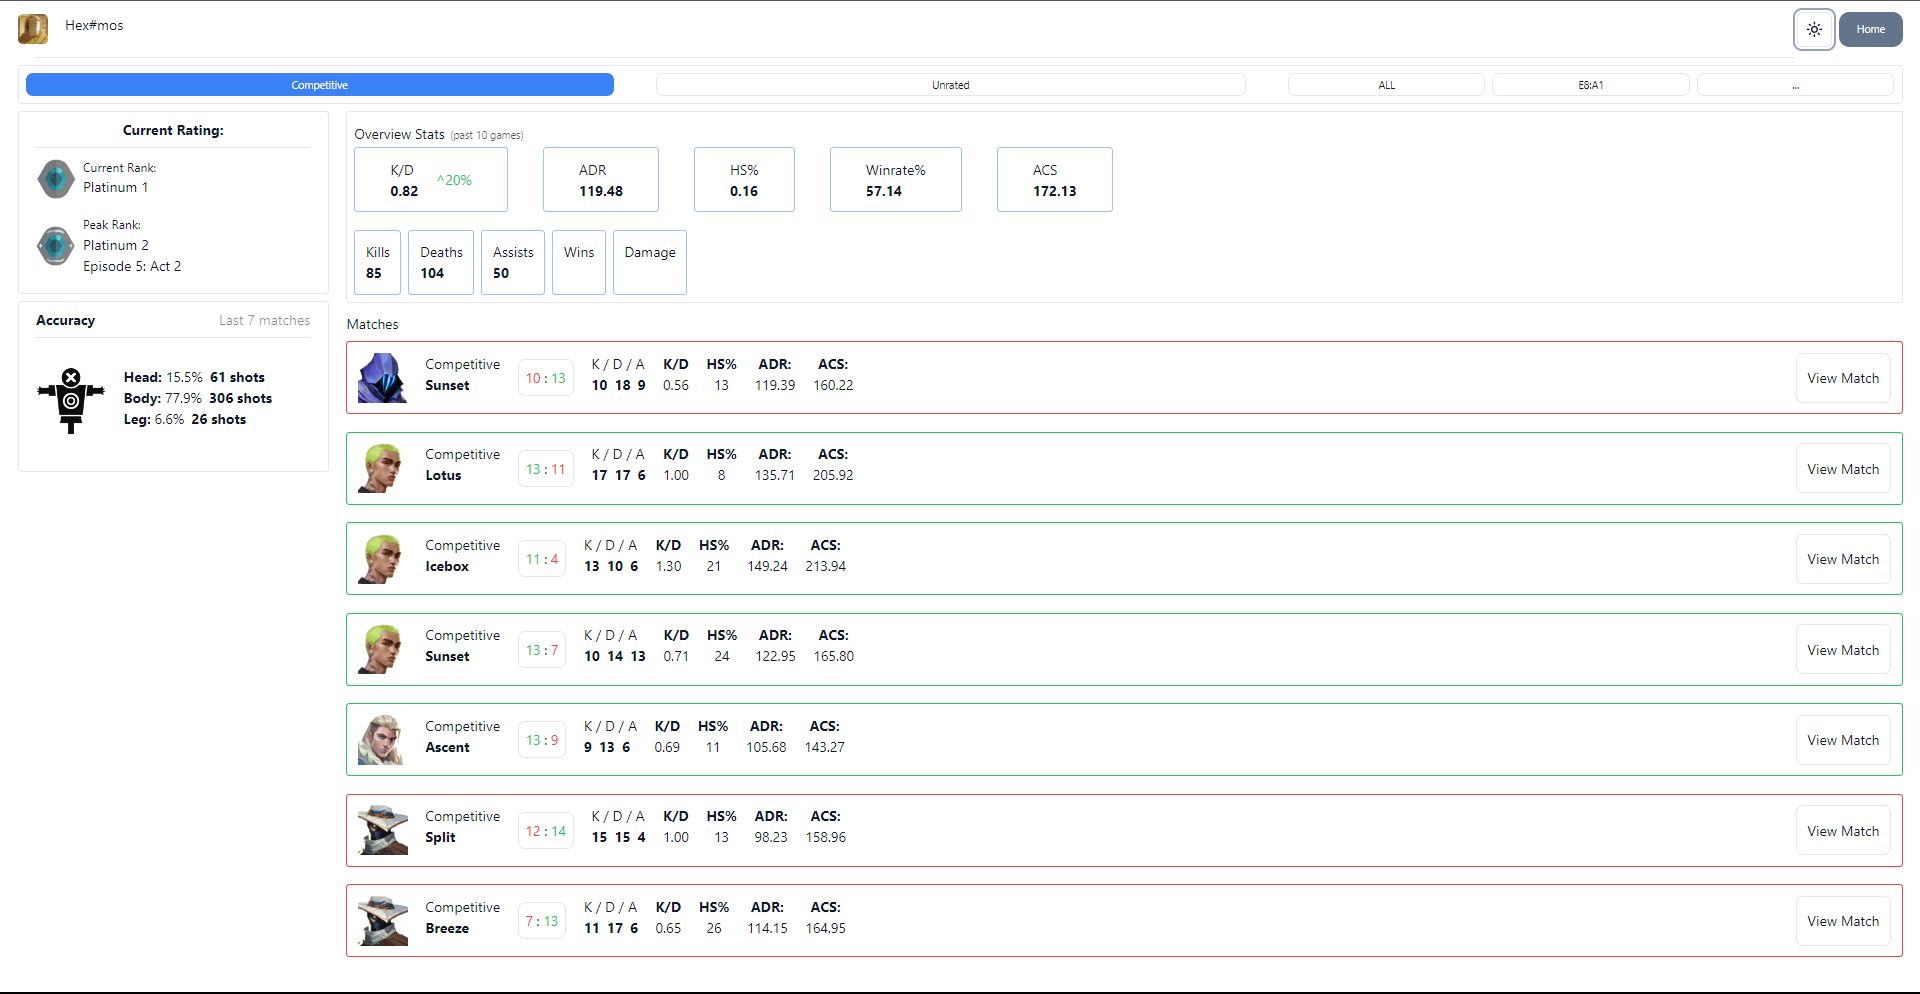 Hex#mos
Home
Competitive
Unrated
ALL
E8:A1
...
Current Rating:
Current Rank:
Platinum 1
Peak Rank:
Platinum 2
Episode 5: Act 2
Accuracy Last 7 matches
Head: 15.5% 61 shots
Body: 77.9% 306 shots
Leg: 6.6% 26 shots
Overview Stats (past 10 games)
K/D
0.82
^20%
ADR
119.48
HS%
0.16
Winrate%
57.14
ACS
172.13
Kills
85
Deaths
104
Assists
50
Wins
Damage
Matches
Competitive
Sunset
10 : 13
K / D / A K/D HS% ADR: ACS:
10 18 9 0.56 13 119.39 160.22
View Match
Competitive
Lotus
13 : 11
K / D / A K/D HS% ADR: ACS:
17 17 6 1.00 8 135.71 205.92
View Match
Competitive
Icebox
11 : 4
K / D / A K/D HS% ADR: ACS:
13 10 6 1.30 21 149.24 213.94
View Match
Competitive
Sunset
13 : 7
K / D / A K/D HS% ADR: ACS:
10 14 13 0.71 24 122.95 165.80
View Match
Competitive
Ascent
13 : 9
K / D / A K/D HS% ADR: ACS:
9 13 6 0.69 11 105.68 143.27
View Match
Competitive
Split
12 : 14
K / D / A K/D HS% ADR: ACS:
15 15 4 1.00 13 98.23 158.96
View Match
Competitive
Breeze
7 : 13
K / D / A K/D HS% ADR: ACS:
11 17 6 0.65 26 114.15 164.95
View Match